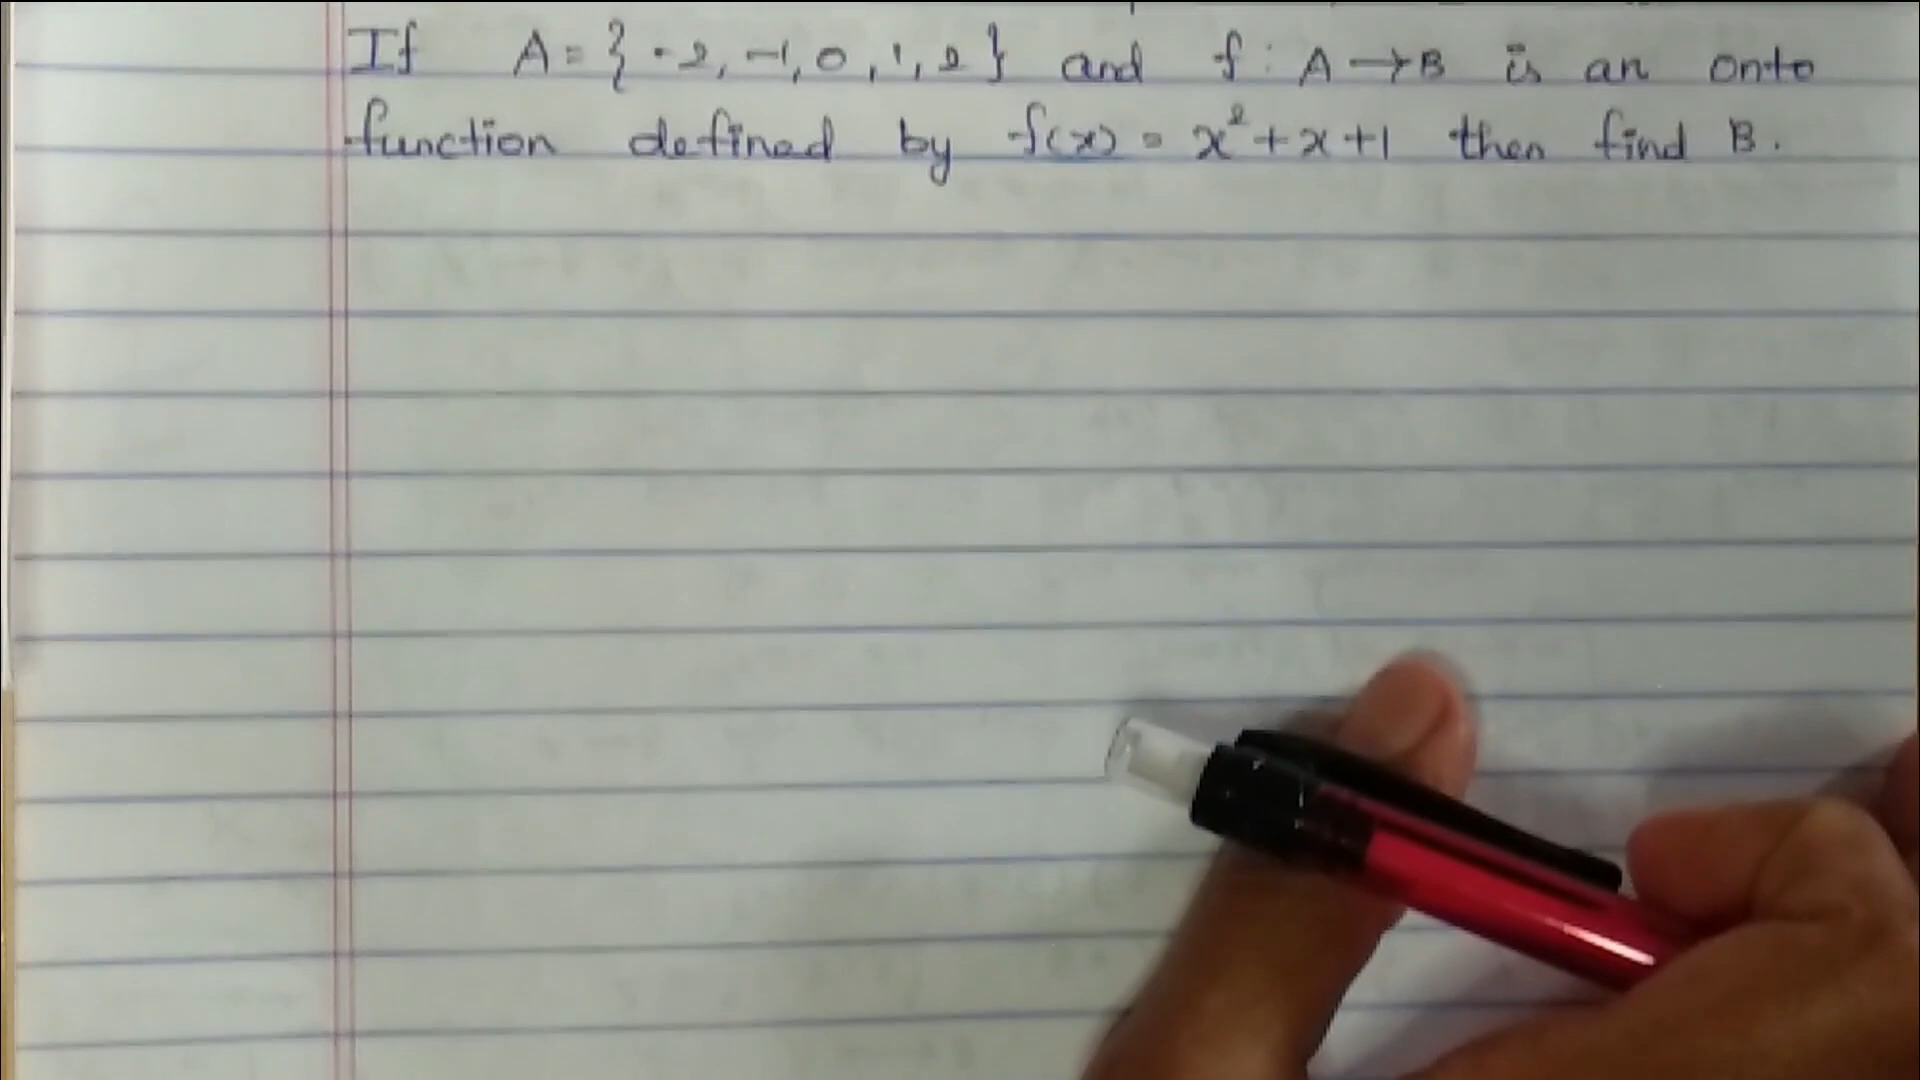 If A = { -2, -1, 0, 1, 2 } and f : A → B is an onto
function defined by f(x) = x² + x + 1 then find B.